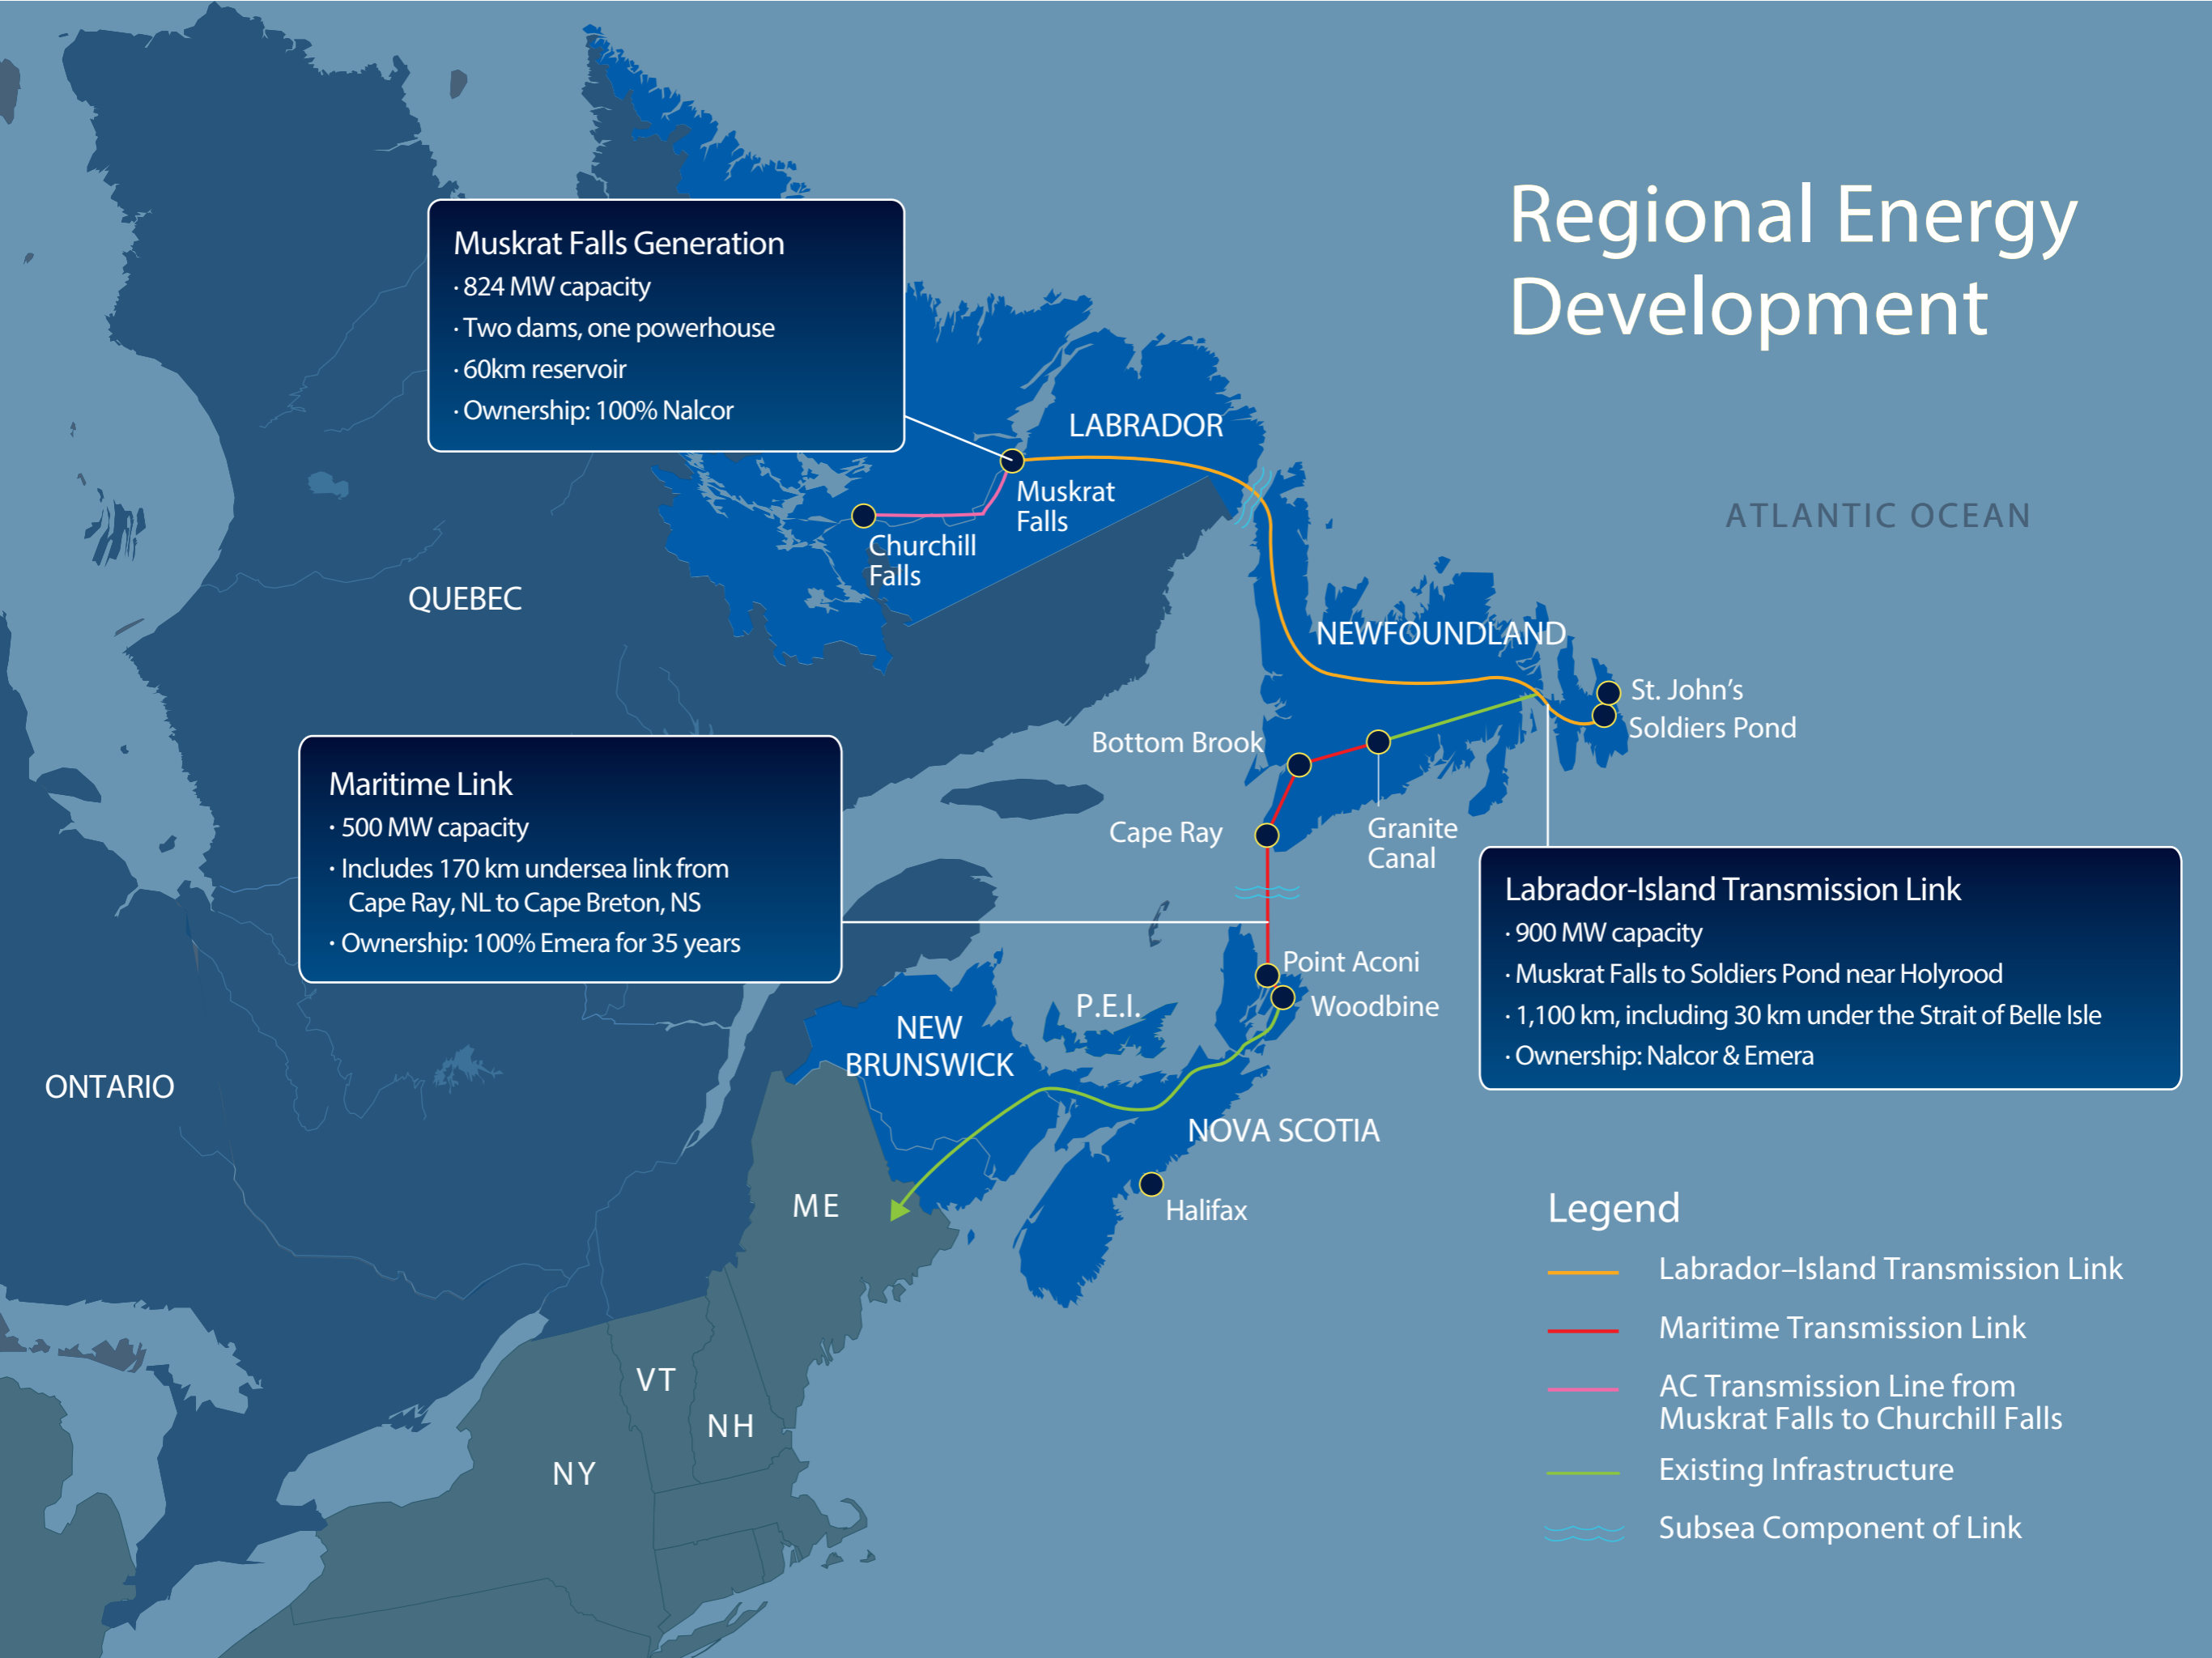 Regional Energy
Development
Muskrat Falls Generation
· 824 MW capacity
· Two dams, one powerhouse
· 60km reservoir
· Ownership: 100% Nalcor
LABRADOR
Muskrat
Falls
Churchill
Falls
ATLANTIC OCEAN
QUEBEC
NEWFOUNDLAND
St. John’s
Soldiers Pond
Bottom Brook
Granite
Canal
Cape Ray
Maritime Link
· 500 MW capacity
· Includes 170 km undersea link from
Cape Ray, NL to Cape Breton, NS
· Ownership: 100% Emera for 35 years
Labrador-Island Transmission Link
· 900 MW capacity
· Muskrat Falls to Soldiers Pond near Holyrood
· 1,100 km, including 30 km under the Strait of Belle Isle
· Ownership: Nalcor & Emera
Point Aconi
Woodbine
P.E.I.
NEW
BRUNSWICK
ONTARIO
NOVA SCOTIA
ME
Halifax
VT
NH
NY
Legend
Labrador–Island Transmission Link
Maritime Transmission Link
AC Transmission Line from
Muskrat Falls to Churchill Falls
Existing Infrastructure
Subsea Component of Link